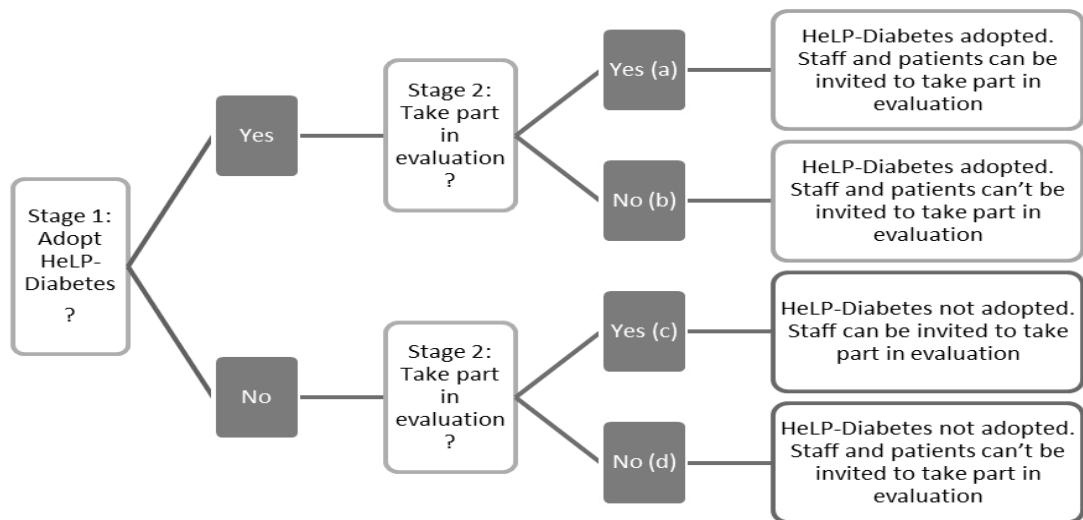 Stage 1:
Adopt
HeLP-
Diabetes
?
Yes
Stage 2:
Take part
in
evaluation
?
Yes (a)
HeLP-Diabetes adopted.
Staff and patients can be
invited to take part in
evaluation
No (b)
HeLP-Diabetes adopted.
Staff and patients can’t be
invited to take part in
evaluation
No
Stage 2:
Take part
in
evaluation
?
Yes (c)
HeLP-Diabetes not adopted.
Staff can be invited to take
part in evaluation
No (d)
HeLP-Diabetes not adopted.
Staff and patients can’t be
invited to take part in
evaluation